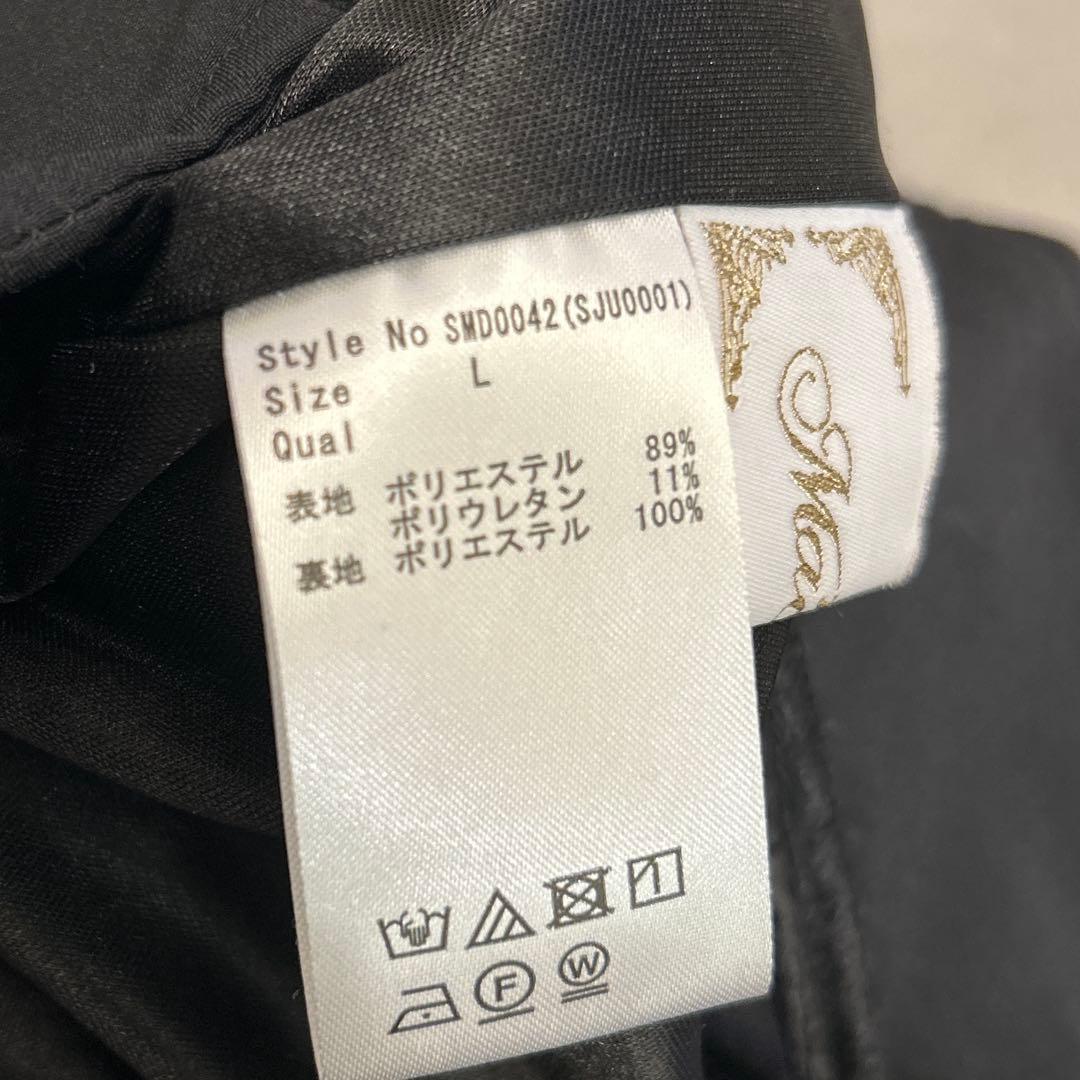 Style No SMD0042(SJU0001)
Size L
Qual
表地 ポリエステル 89%
ポリウレタン 11%
裏地 ポリエステル 100%
F
W